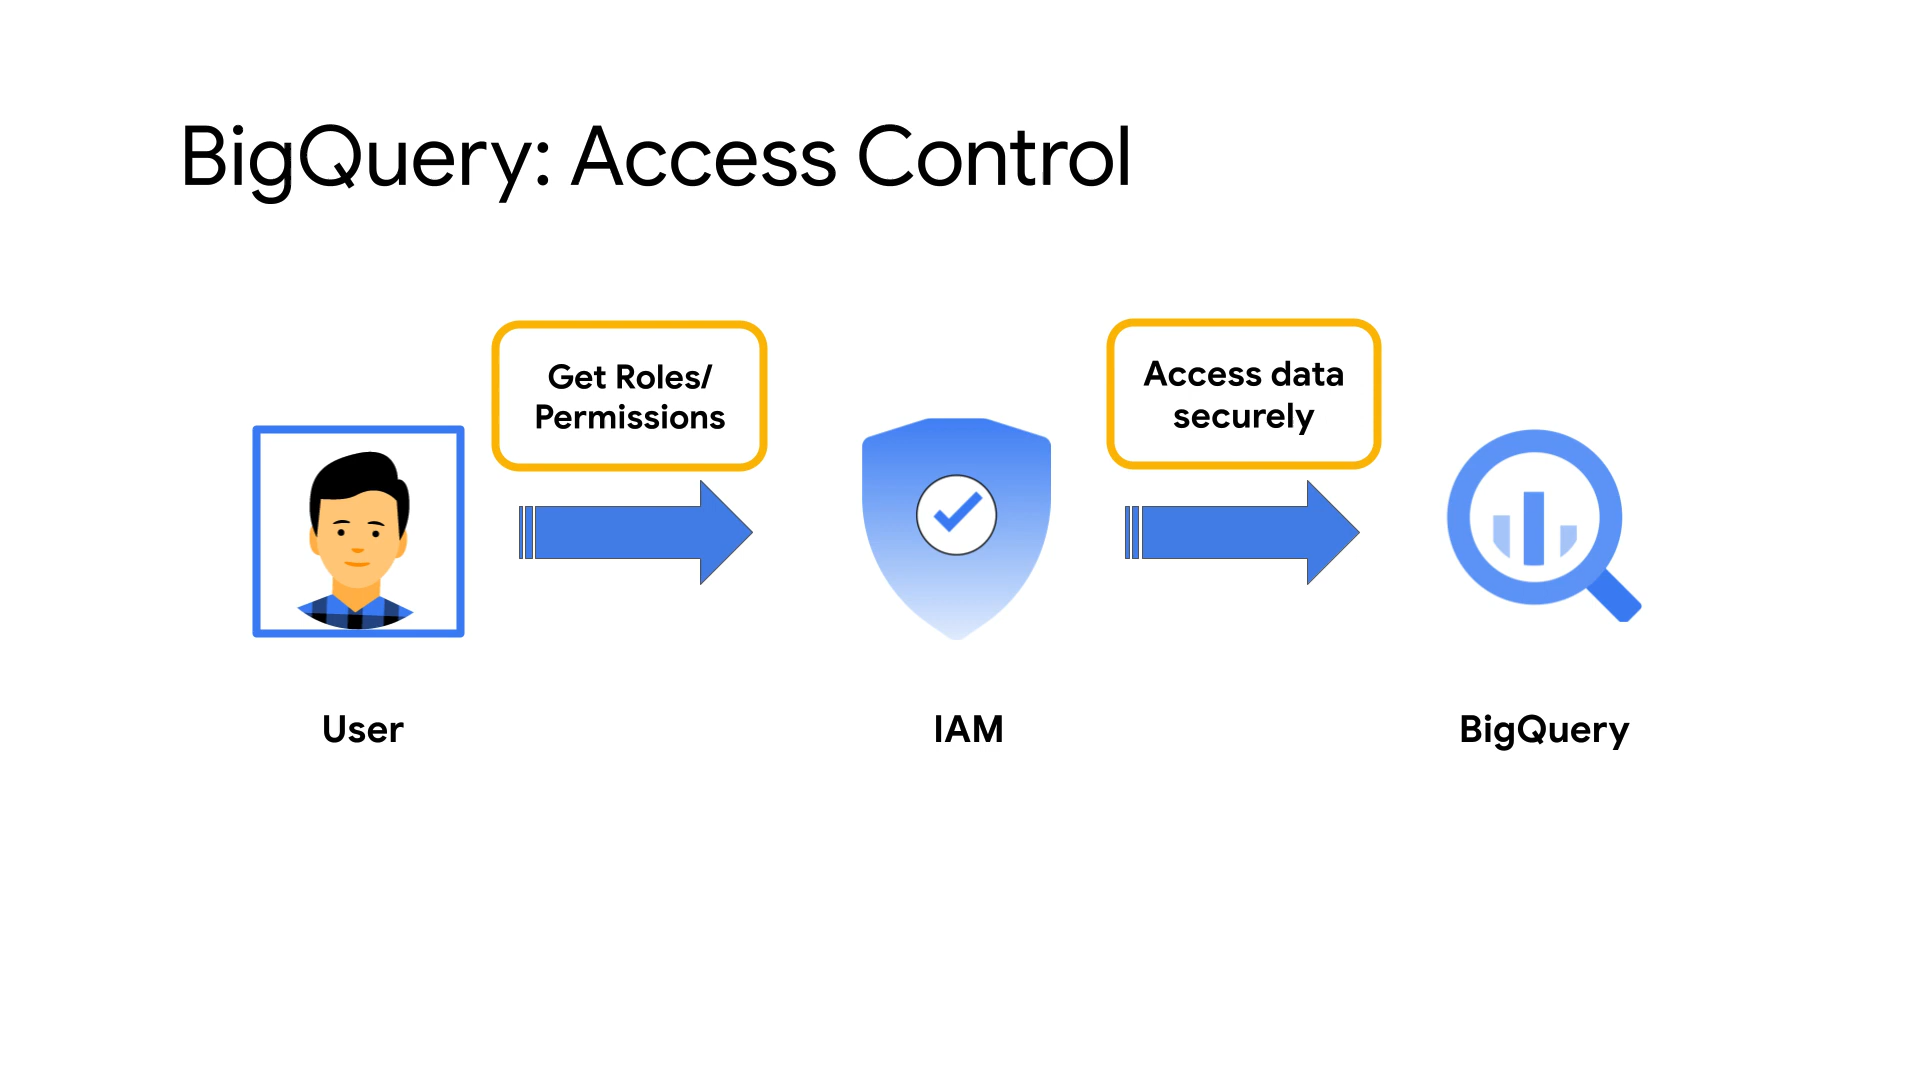 BigQuery: Access Control
Get Roles/
Permissions
Access data
securely
User
IAM
BigQuery